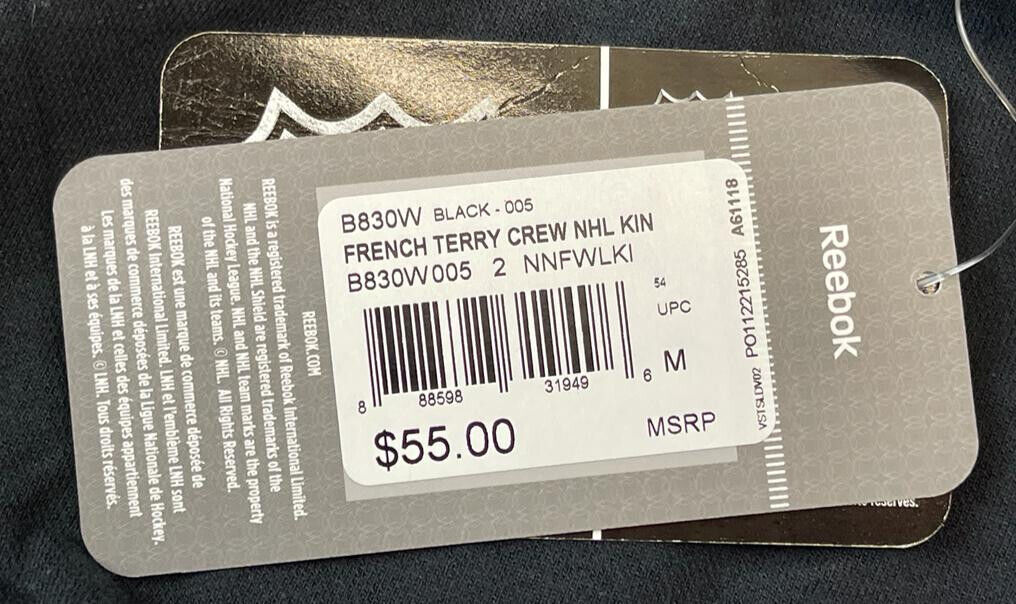 B830W BLACK - 005
FRENCH TERRY CREW NHL KIN
B830W005 2 NNFWLKI
54
UPC
M
8 88598 31949 6
$55.00 MSRP
VSTSLDV02 PO112215285 A61118
Reebok
REEBOK.COM
REEBOK is a registered trademark of Reebok International Limited.
NHL and the NHL Shield are registered trademarks of the
National Hockey League. NHL and NHL team marks are the property
of the NHL and its teams. © NHL. All Rights Reserved.
REEBOK est une marque de commerce déposée de
REEBOK International Limited. LNH et l'emblème LNH sont
des marques de commerce déposées de la Ligue Nationale de Hockey.
Les marques de la LNH et celles des équipes appartiennent
à la LNH et à ses équipes. © LNH. Tous droits réservés.